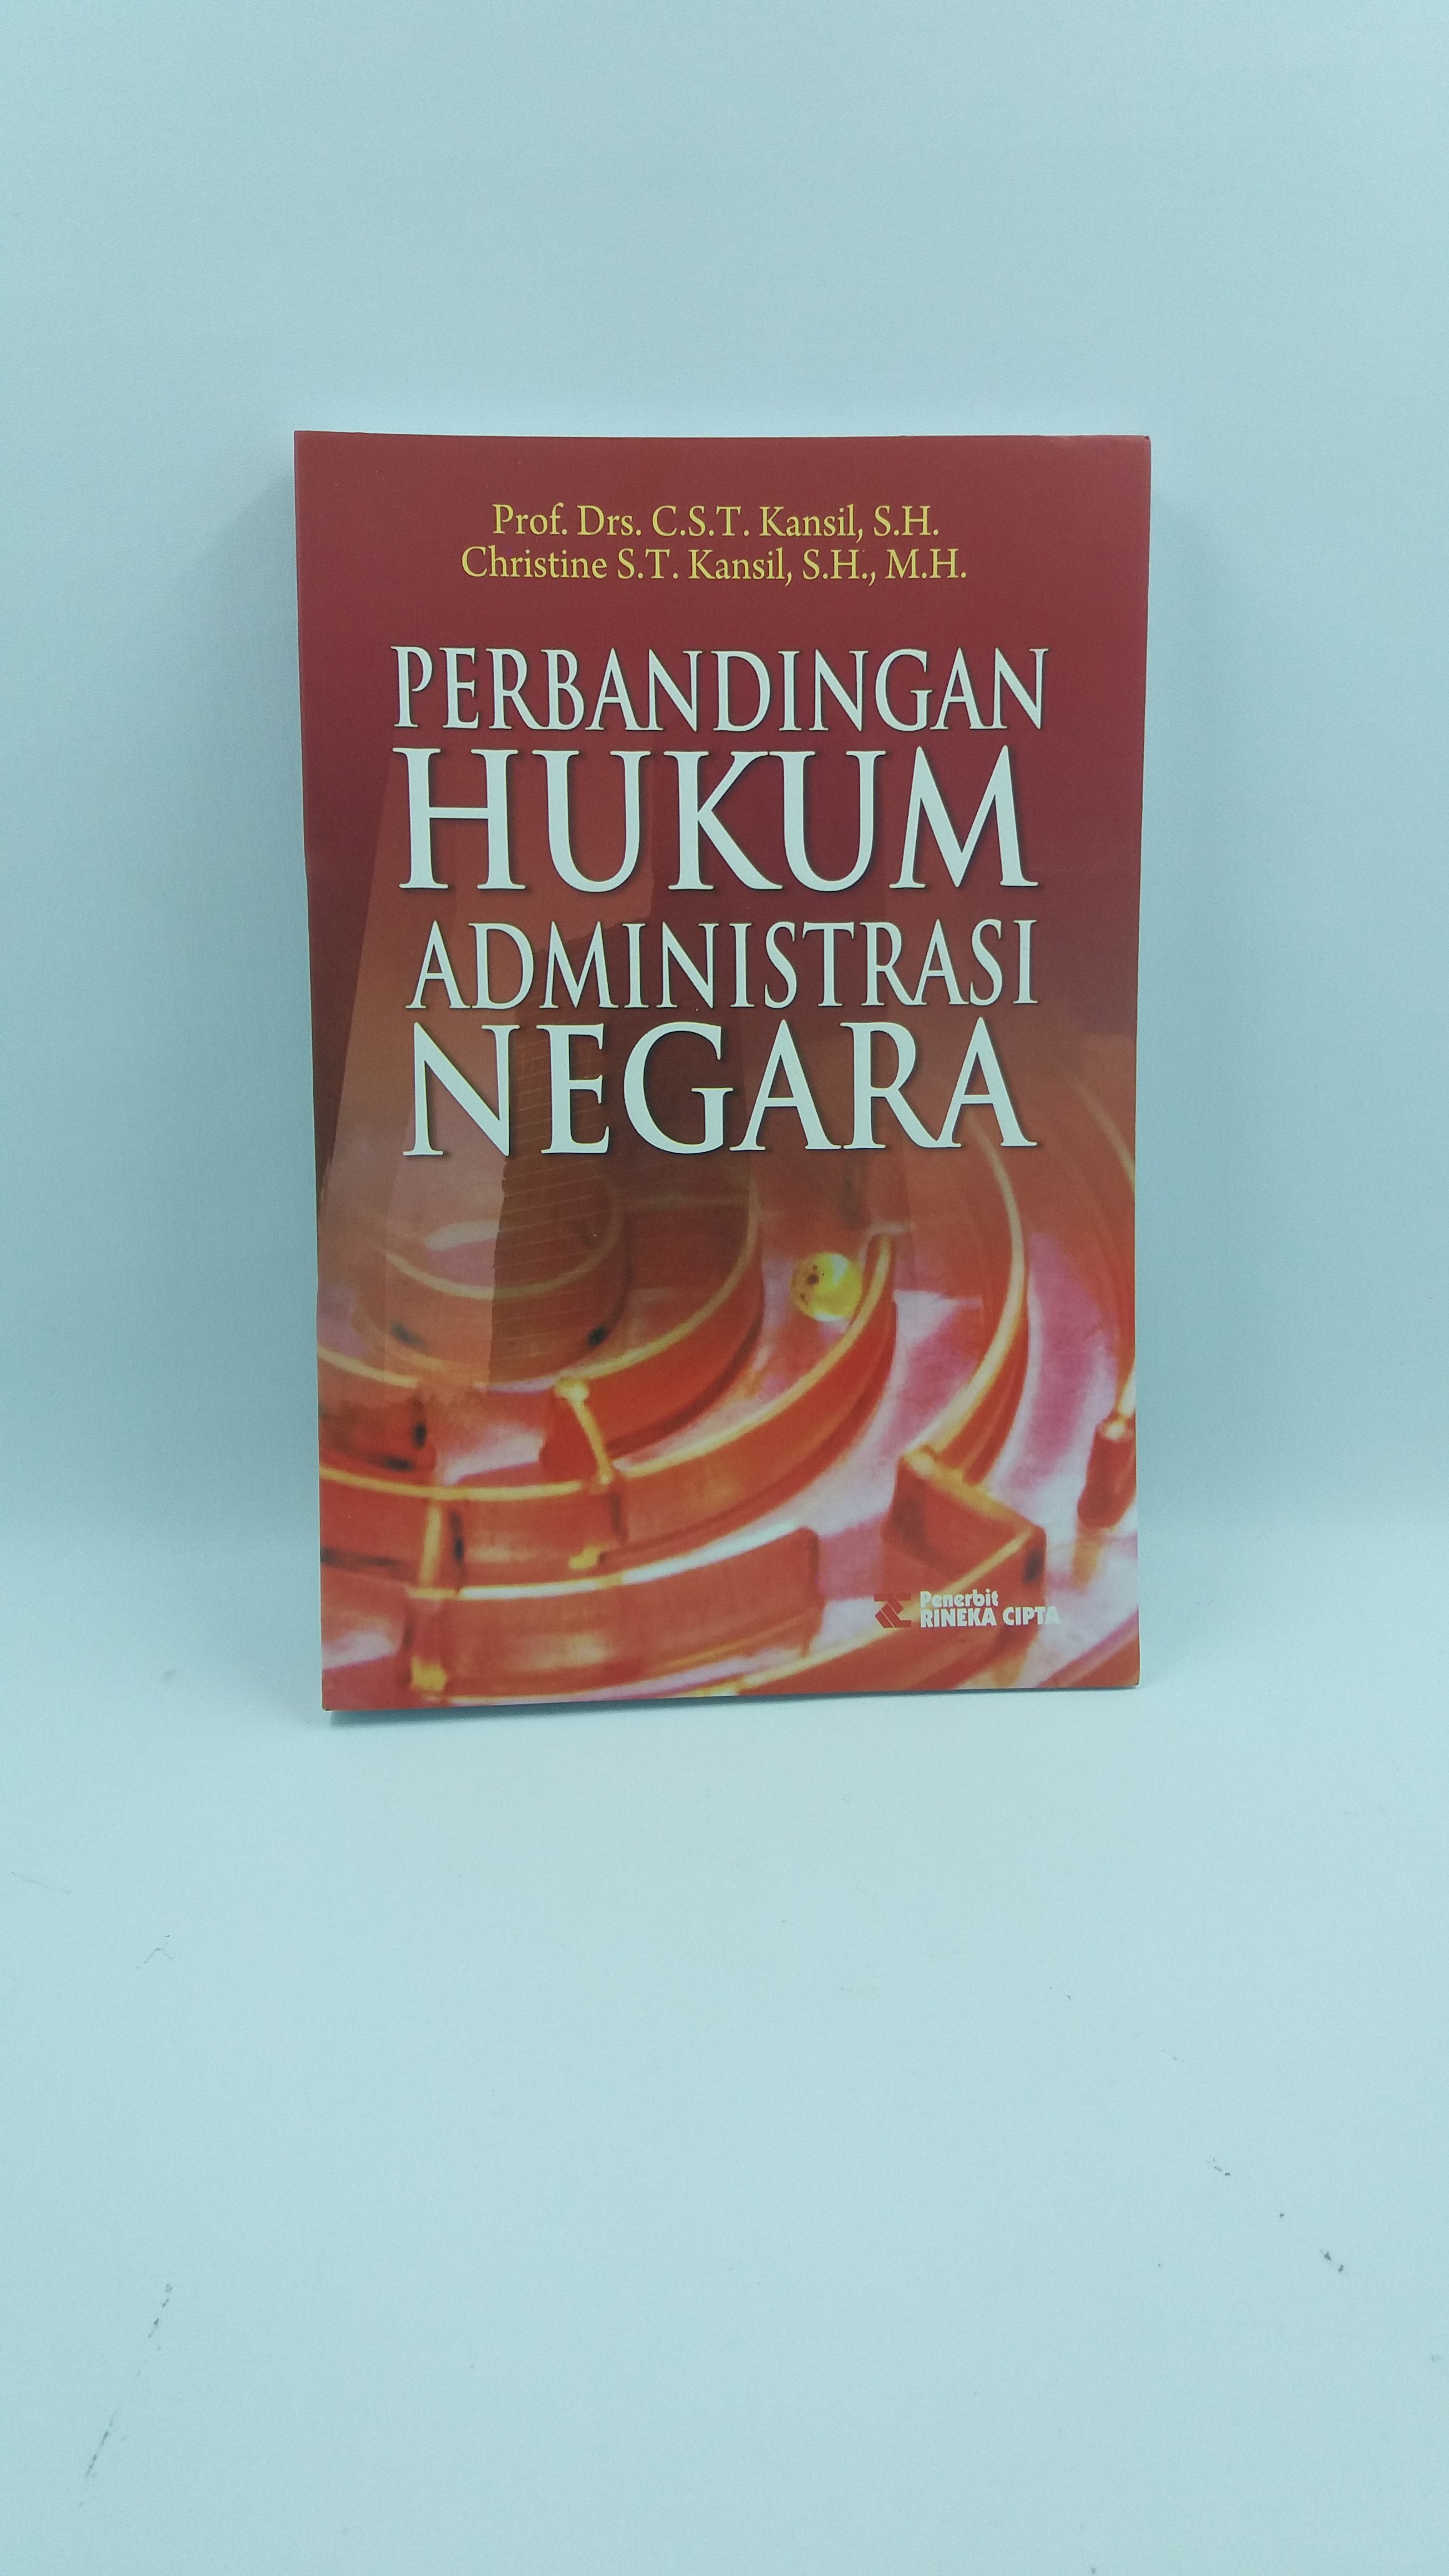 Prof. Drs. C.S.T. Kansil, S.H.
Christine S.T. Kansil, S.H., M.H.
PERBANDINGAN
HUKUM
ADMINISTRASI
NEGARA
Penerbit
RINEKA CIPTA